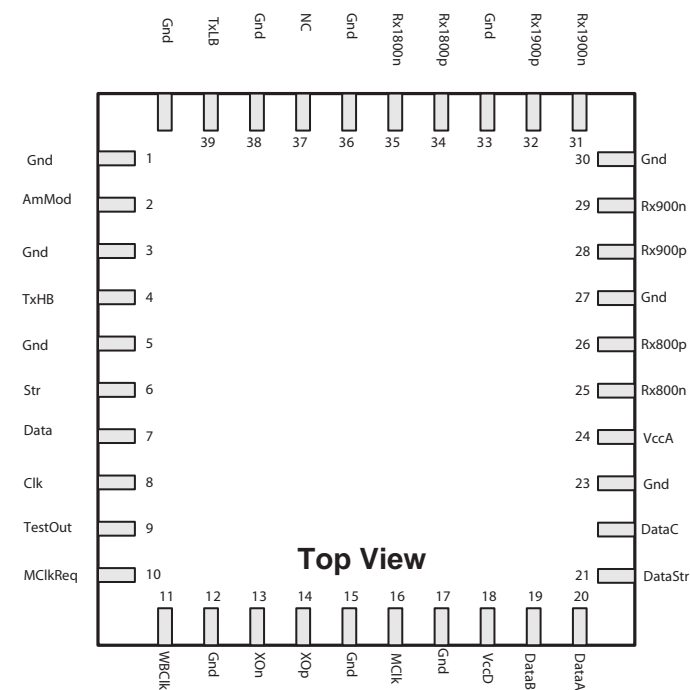 Gnd TxLB Gnd NC Gnd Rx1800n Rx1800p Gnd Rx1900p Rx1900n
39 38 37 36 35 34 33 32 31
Gnd 1
AmMod 2
Gnd 3
TxHB 4
Gnd 5
Str 6
Data 7
Clk 8
TestOut 9
MClkReq 10
30 Gnd
29 Rx900n
28 Rx900p
27 Gnd
26 Rx800p
25 Rx800n
24 VccA
23 Gnd
DataC
21 DataStr
Top View
11 12 13 14 15 16 17 18 19 20
WBClk Gnd XOn XOp Gnd MClk Gnd VccD DataB DataA